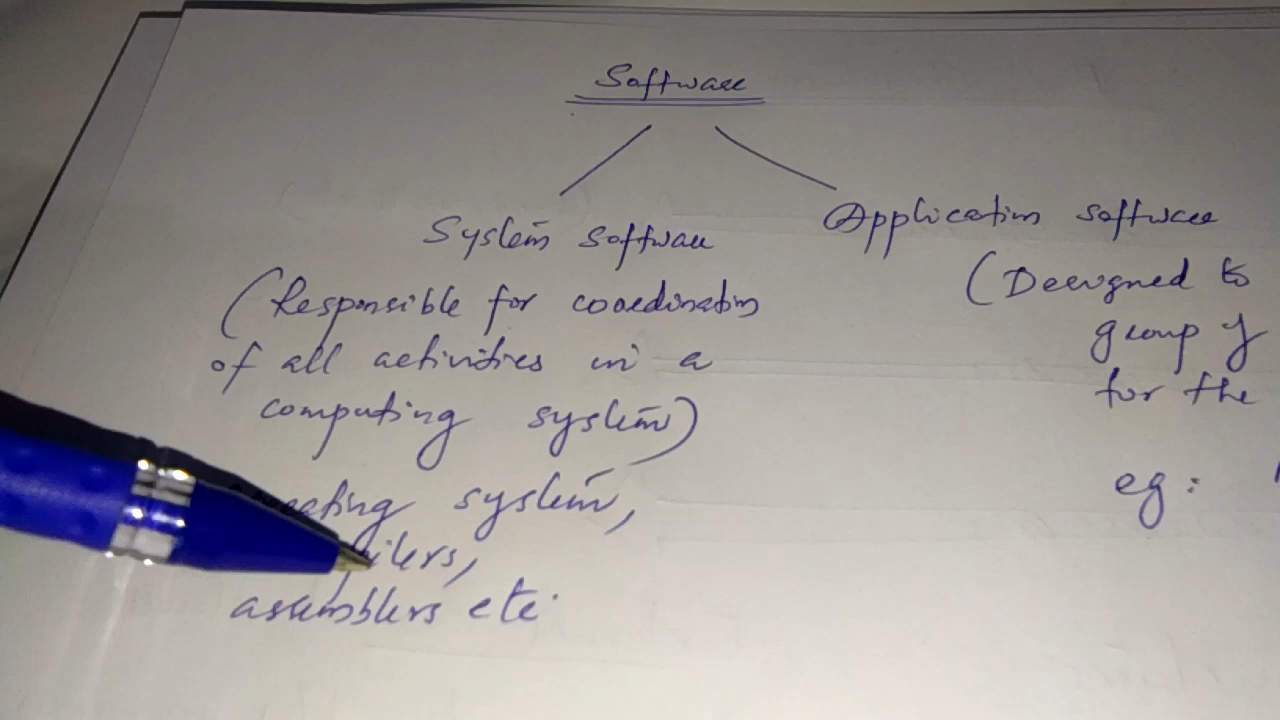 Software
System software
(Responsible for coordination
of all activities in a
computing system)
system,
assemblers etc.
Application software
(Designed to
group of
for the
eg: